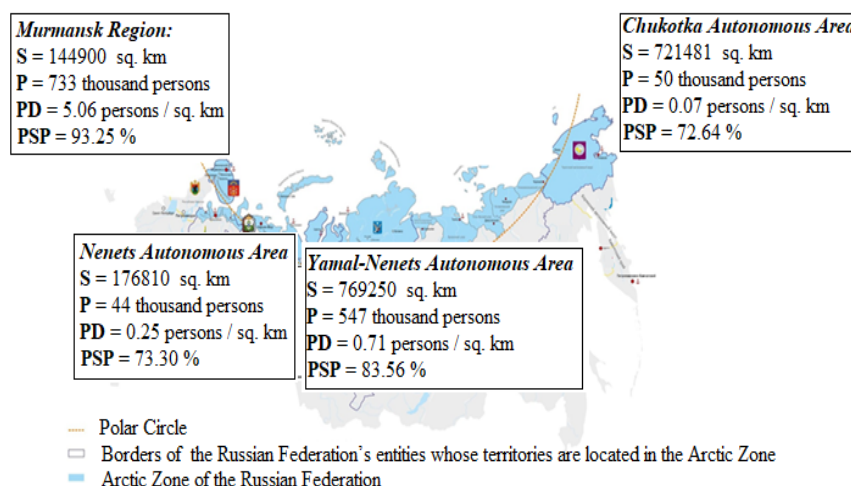 Murmansk Region:
S = 144900 sq. km
P = 733 thousand persons
PD = 5.06 persons / sq. km
PSP = 93.25 %
Chukotka Autonomous Area
S = 721481 sq. km
P = 50 thousand persons
PD = 0.07 persons / sq. km
PSP = 72.64 %
Nenets Autonomous Area
S = 176810 sq. km
P = 44 thousand persons
PD = 0.25 persons / sq. km
PSP = 73.30 %
Yamal-Nenets Autonomous Area
S = 769250 sq. km
P = 547 thousand persons
PD = 0.71 persons / sq. km
PSP = 83.56 %
Polar Circle
Borders of the Russian Federation’s entities whose territories are located in the Arctic Zone
Arctic Zone of the Russian Federation